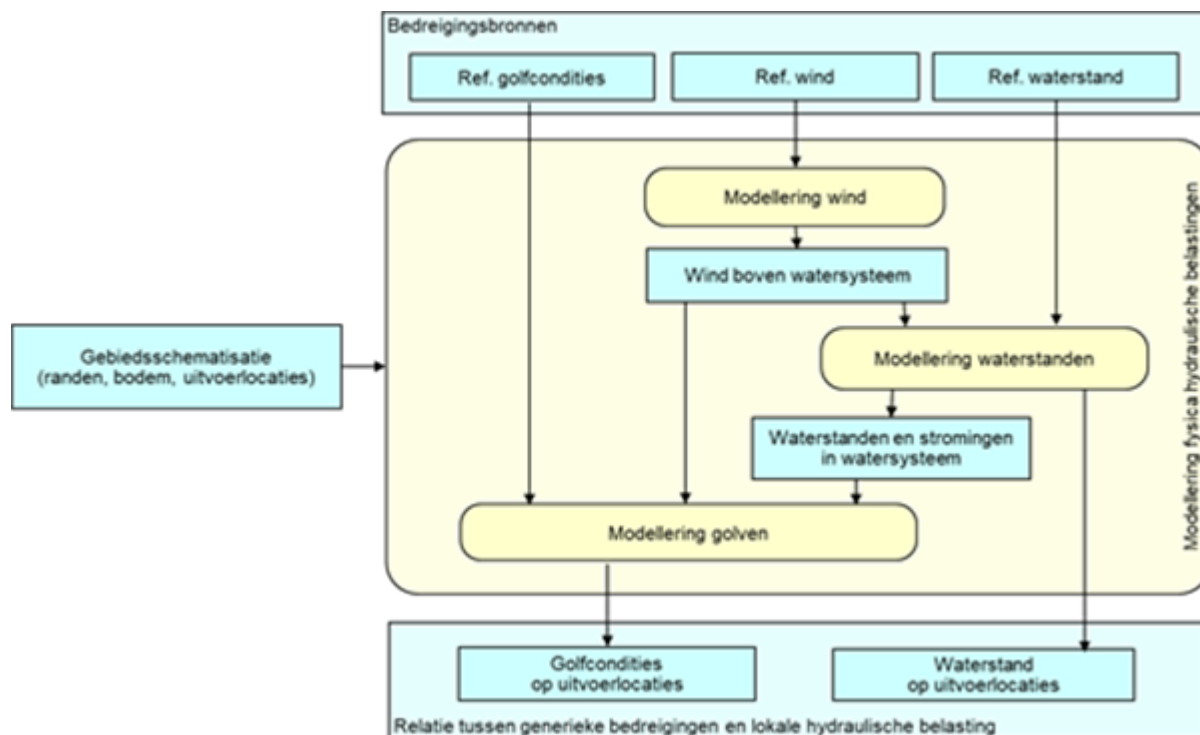 Bedreigingsbronnen
Ref. golfcondities
Ref. wind
Ref. waterstand
Modellering wind
Wind boven watersysteem
Gebiedsschematisatie
(randen, bodem, uitvoerlocaties)
Modellering waterstanden
Waterstanden en stromingen
in watersysteem
Modellering golven
Modellering fysica hydraulische belastingen
Golfcondities
op uitvoerlocaties
Waterstand
op uitvoerlocaties
Relatie tussen generieke bedreigingen en lokale hydraulische belasting